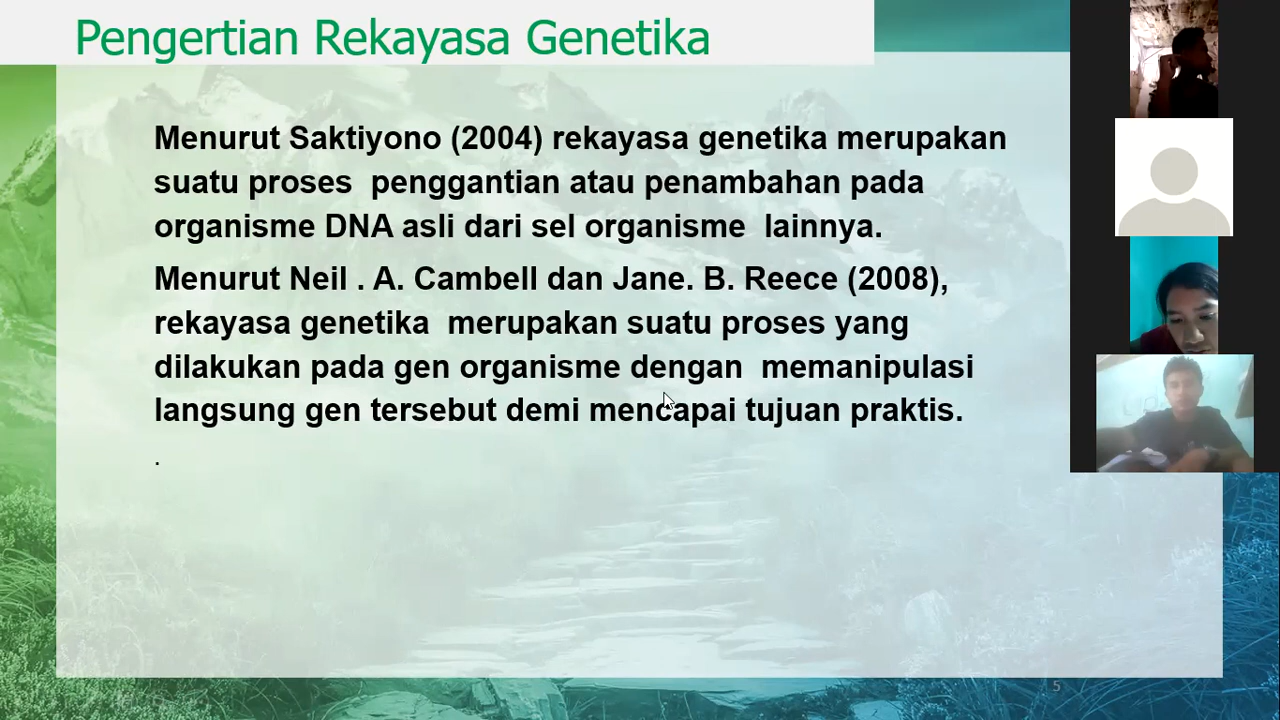 Pengertian Rekayasa Genetika
Menurut Saktiyono (2004) rekayasa genetika merupakan
suatu proses  penggantian atau penambahan pada
organisme DNA asli dari sel organisme  lainnya.
Menurut Neil . A. Cambell dan Jane. B. Reece (2008),
rekayasa genetika  merupakan suatu proses yang
dilakukan pada gen organisme dengan  memanipulasi
langsung gen tersebut demi mencapai tujuan praktis.
.
5